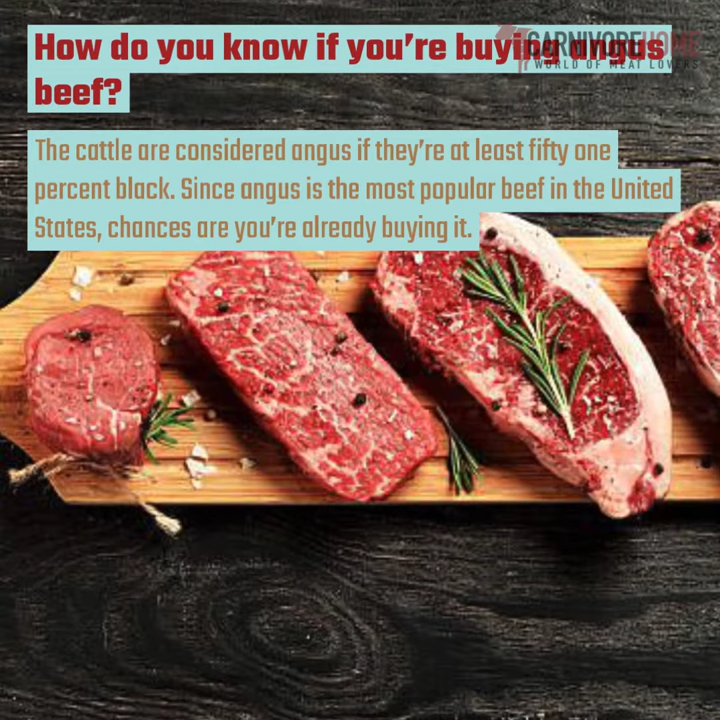 How do you know if you're buying angus
beef?
CARNIVOREHOME
WORLD OF MEAT LOVERS
The cattle are considered angus if they're at least fifty one
percent black. Since angus is the most popular beef in the United
States, chances are you're already buying it.